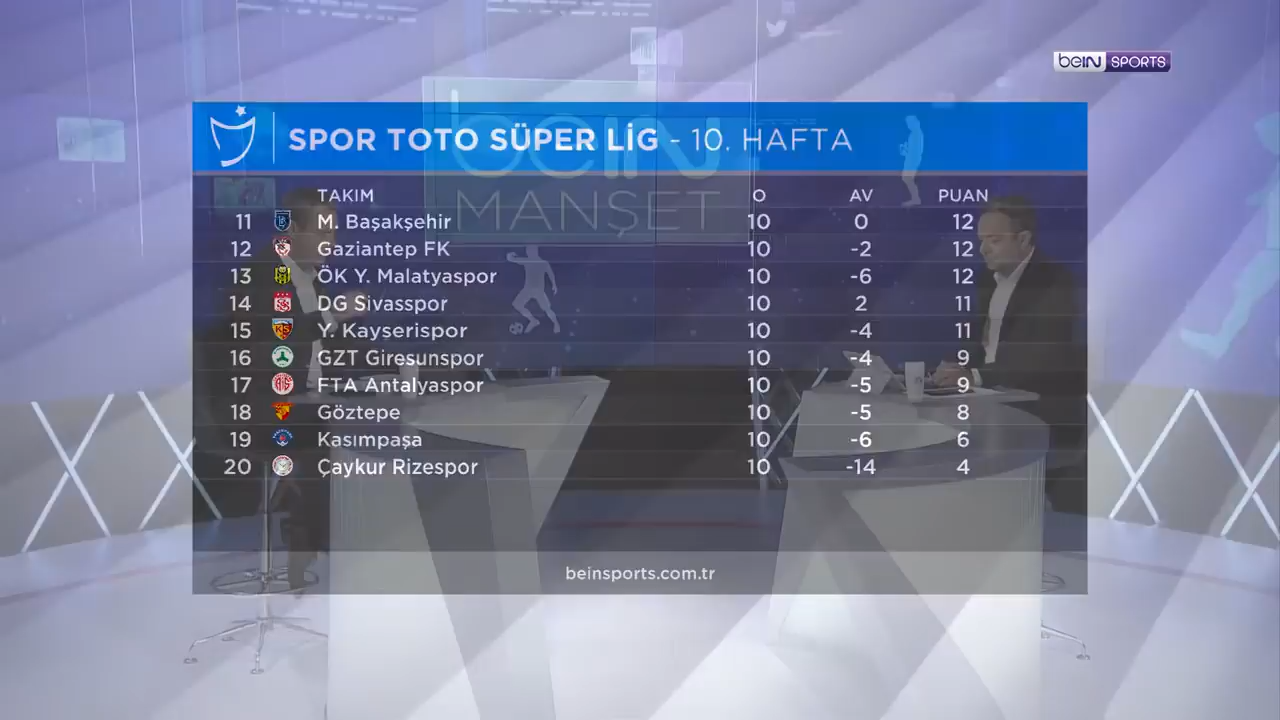 beIN SPORTS
SPOR TOTO SÜPER LİG - 10. HAFTA
beIN
MANŞET
TAKIM O AV PUAN
11 M. Başakşehir 10 0 12
12 Gaziantep FK 10 -2 12
13 ÖK Y. Malatyaspor 10 -6 12
14 DG Sivasspor 10 2 11
15 Y. Kayserispor 10 -4 11
16 GZT Giresunspor 10 -4 9
17 FTA Antalyaspor 10 -5 9
18 Göztepe 10 -5 8
19 Kasımpaşa 10 -6 6
20 Çaykur Rizespor 10 -14 4
beinsports.com.tr